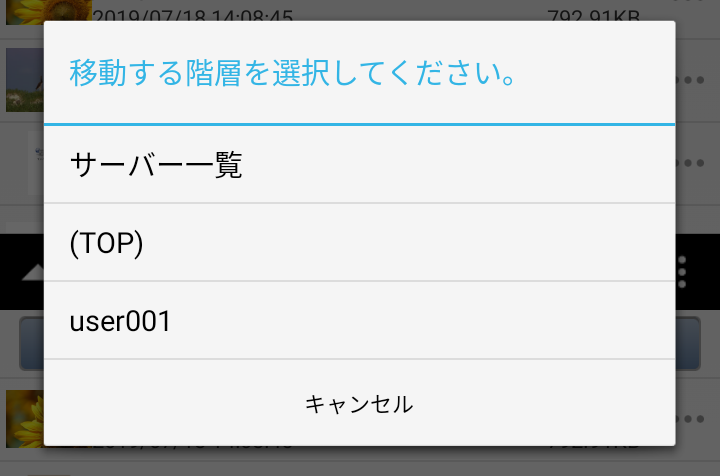 2019/07/18 14:08:45 792.91KB
移動する階層を選択してください。
サーバー一覧
(TOP)
user001
キャンセル